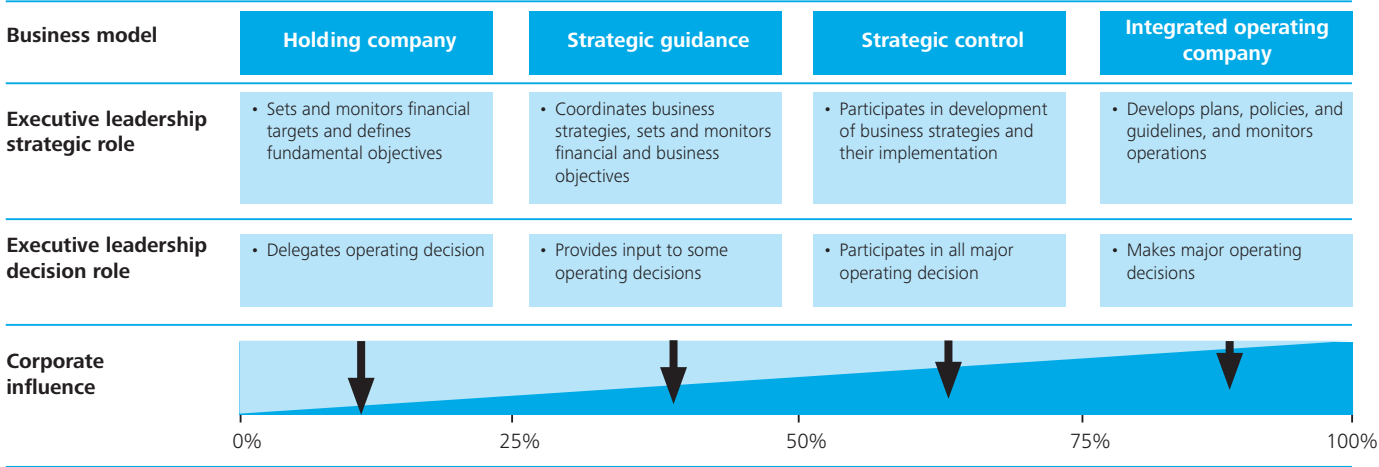 Business model
Holding company
Strategic guidance
Strategic control
Integrated operating
company
Executive leadership
strategic role
• Sets and monitors financial
targets and defines
fundamental objectives
• Coordinates business
strategies, sets and monitors
financial and business
objectives
• Participates in development
of business strategies and
their implementation
• Develops plans, policies, and
guidelines, and monitors
operations
Executive leadership
decision role
• Delegates operating decision
• Provides input to some
operating decisions
• Participates in all major
operating decision
• Makes major operating
decisions
Corporate
influence
0%
25%
50%
75%
100%